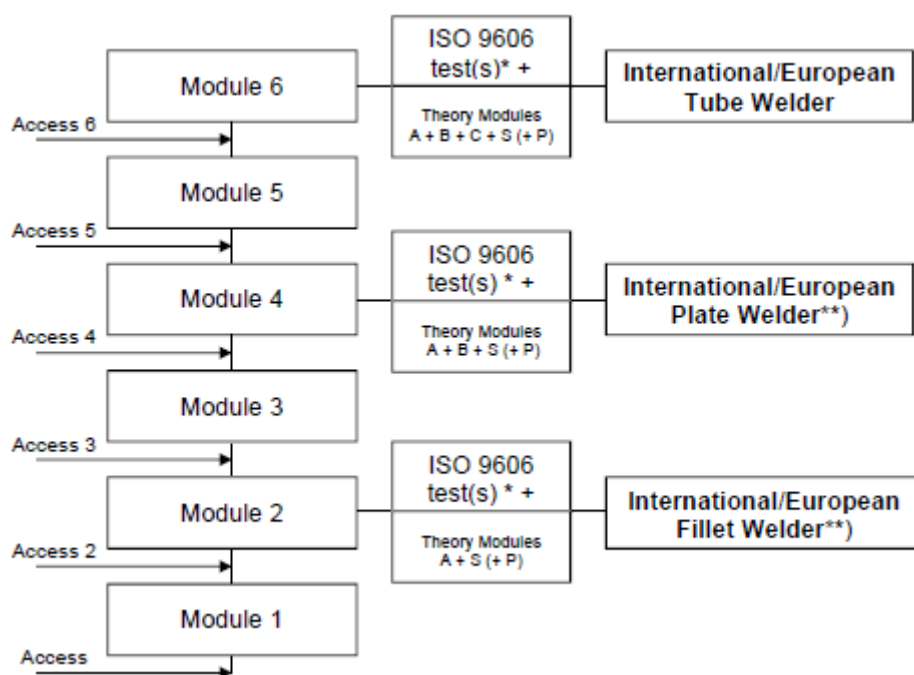 Module 6
ISO 9606
test(s)* +
Theory Modules
A + B + C + S (+ P)
International/European
Tube Welder
Access 6
Module 5
Access 5
Module 4
ISO 9606
test(s) * +
Theory Modules
A + B + S (+ P)
International/European
Plate Welder**)
Access 4
Module 3
Access 3
Module 2
ISO 9606
test(s) * +
Theory Modules
A + S (+ P)
International/European
Fillet Welder**)
Access 2
Module 1
Access